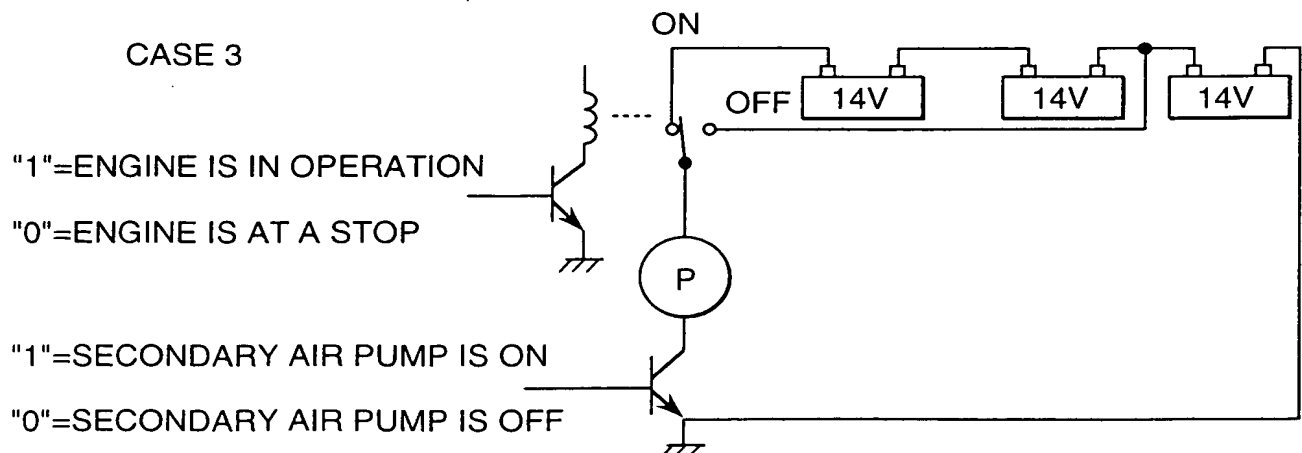 ON
CASE 3
OFF
14V
14V
14V
"1"=ENGINE IS IN OPERATION
"0"=ENGINE IS AT A STOP
P
"1"=SECONDARY AIR PUMP IS ON
"0"=SECONDARY AIR PUMP IS OFF